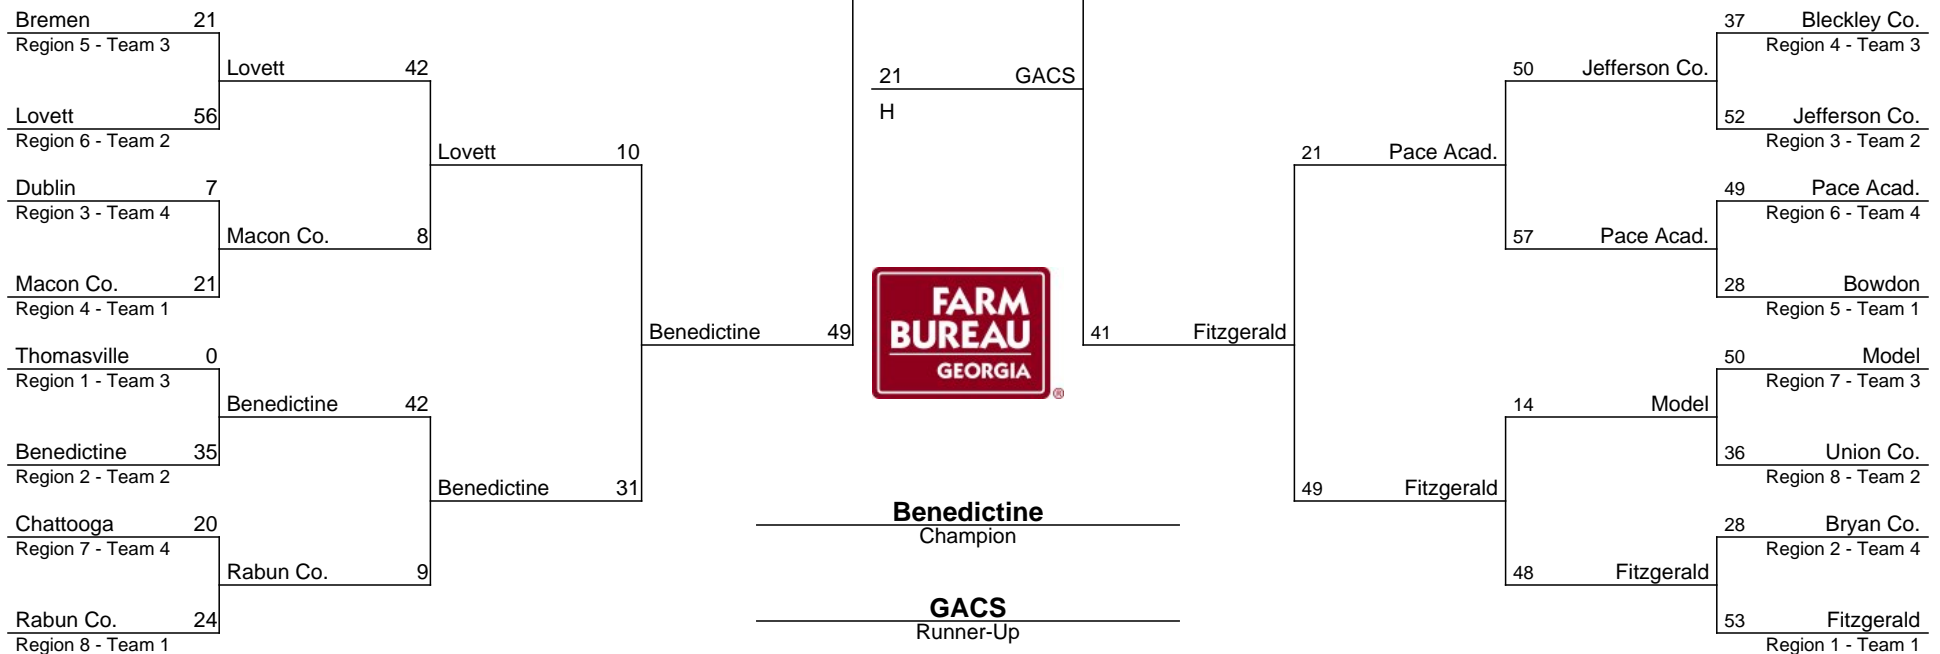 Bremen 21
Region 5 - Team 3
Lovett 42
Lovett 56
Region 6 - Team 2
Lovett 10
Dublin 7
Region 3 - Team 4
Macon Co. 8
Macon Co. 21
Region 4 - Team 1
Benedictine 49
Thomasville 0
Region 1 - Team 3
Benedictine 42
Benedictine 35
Region 2 - Team 2
Benedictine 31
Chattooga 20
Region 7 - Team 4
Rabun Co. 9
Rabun Co. 24
Region 8 - Team 1
21 GACS
H
FARM
BUREAU
GEORGIA
®
Benedictine
Champion
GACS
Runner-Up
37 Bleckley Co.
Region 4 - Team 3
50 Jefferson Co.
52 Jefferson Co.
Region 3 - Team 2
21 Pace Acad.
49 Pace Acad.
Region 6 - Team 4
57 Pace Acad.
28 Bowdon
Region 5 - Team 1
41 Fitzgerald
50 Model
Region 7 - Team 3
14 Model
36 Union Co.
Region 8 - Team 2
49 Fitzgerald
28 Bryan Co.
Region 2 - Team 4
48 Fitzgerald
53 Fitzgerald
Region 1 - Team 1